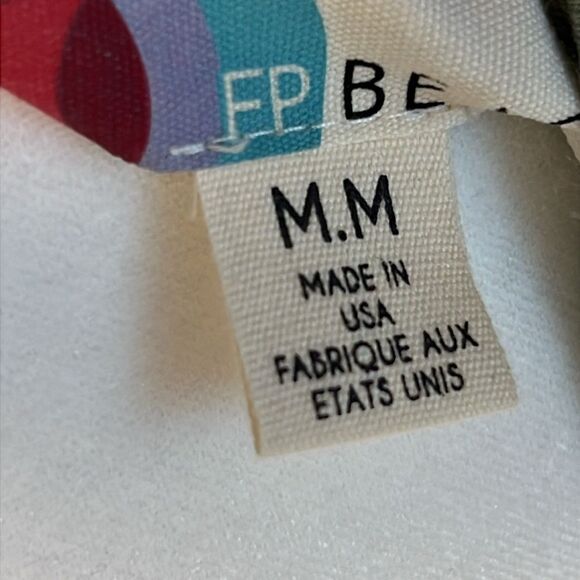 FP BE
M.M
MADE IN
USA
FABRIQUE AUX
ETATS UNIS